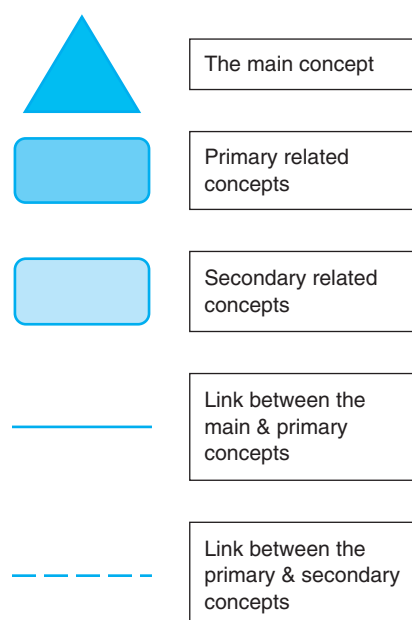 The main concept
Primary related
concepts
Secondary related
concepts
Link between the
main & primary
concepts
Link between the
primary & secondary
concepts